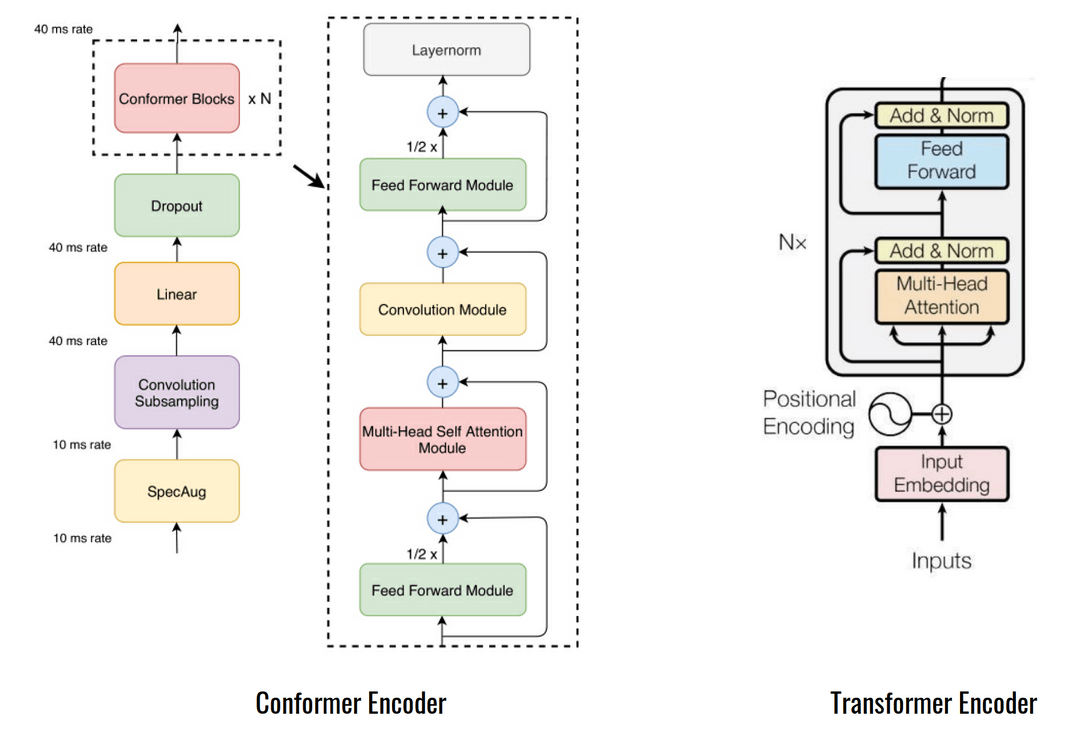 40 ms rate
Conformer Blocks
x N
Dropout
40 ms rate
Linear
40 ms rate
Convolution
Subsampling
10 ms rate
SpecAug
10 ms rate
Layernorm
+
1/2 x
Feed Forward Module
+
Convolution Module
+
Multi-Head Self Attention
Module
+
1/2 x
Feed Forward Module
Conformer Encoder
Add & Norm
Feed
Forward
N×
Add & Norm
Multi-Head
Attention
Positional
Encoding
+
Input
Embedding
Inputs
Transformer Encoder